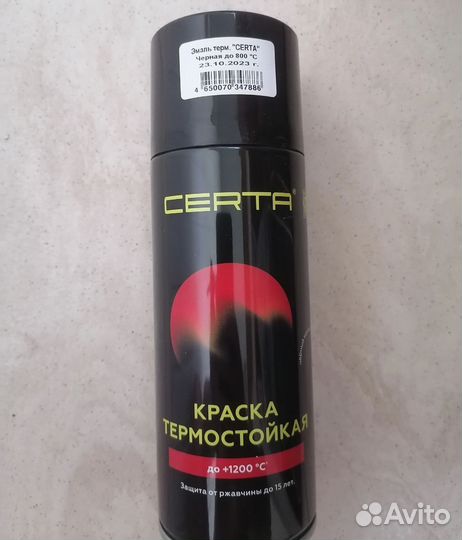 Эмаль терм. "CERTA"
Черная до 800 °C
23.10.2023 г.
4 650070 347886
CERTA®
КРАСКА
ТЕРМОСТОЙКАЯ
до +1200 °C
Защита от ржавчины до 15 лет.
Avito